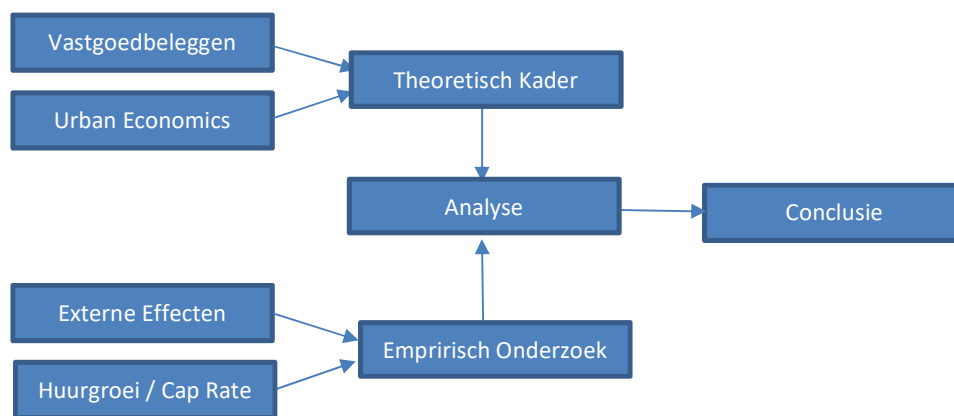 Vastgoedbeleggen
Theoretisch Kader
Urban Economics
Analyse
Conclusie
Externe Effecten
Empririsch Onderzoek
Huurgroei / Cap Rate